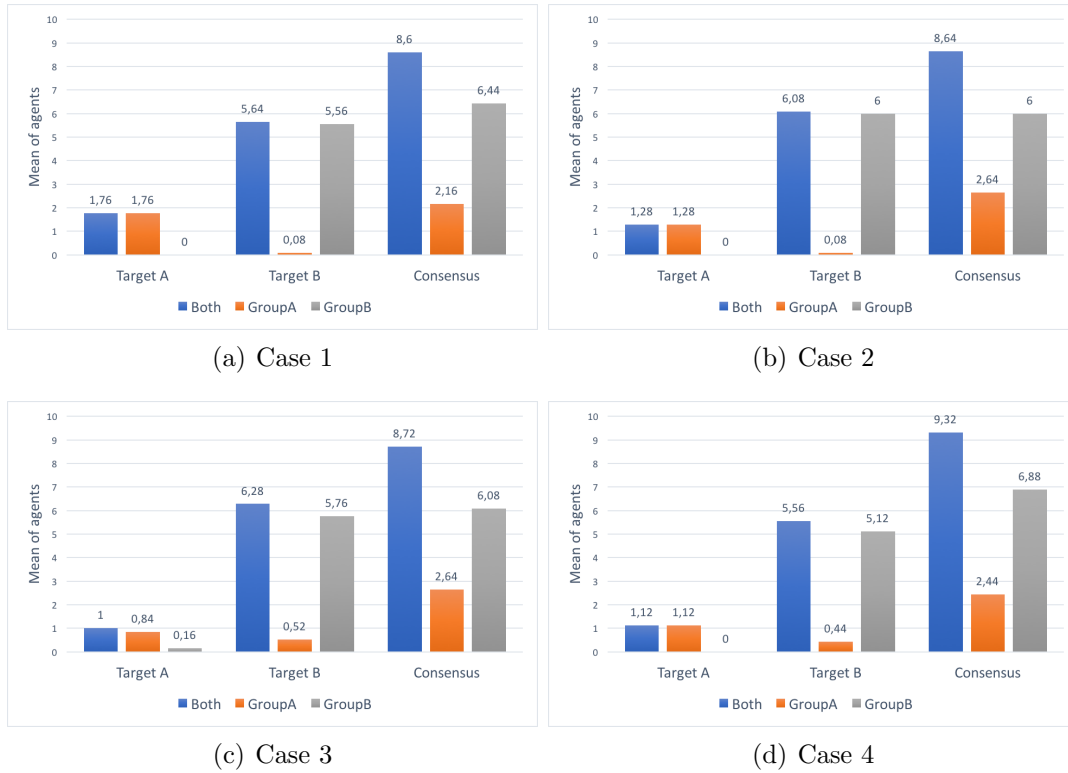 10
9
8
7
6
5
4
3
2
1
0
Mean of agents
1,76
1,76
0
5,64
0,08
5,56
8,6
2,16
6,44
Target A
Target B
Consensus
Both
GroupA
GroupB
(a) Case 1
10
9
8
7
6
5
4
3
2
1
0
Mean of agents
1,28
1,28
0
6,08
0,08
6
8,64
2,64
6
Target A
Target B
Consensus
Both
GroupA
GroupB
(b) Case 2
10
9
8
7
6
5
4
3
2
1
0
Mean of agents
1
0,84
0,16
6,28
0,52
5,76
8,72
2,64
6,08
Target A
Target B
Consensus
Both
GroupA
GroupB
(c) Case 3
10
9
8
7
6
5
4
3
2
1
0
Mean of agents
1,12
1,12
0
5,56
0,44
5,12
9,32
2,44
6,88
Target A
Target B
Consensus
Both
GroupA
GroupB
(d) Case 4